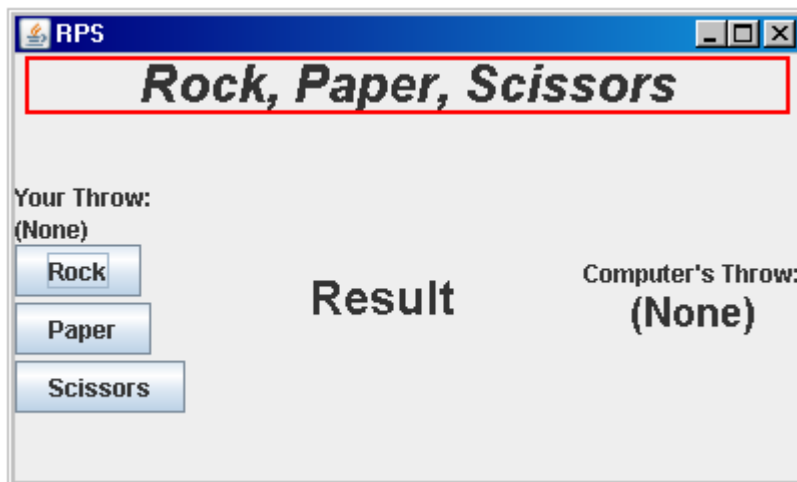 RPS
Rock, Paper, Scissors
Your Throw:
(None)
Rock
Paper
Scissors
Result
Computer's Throw:
(None)